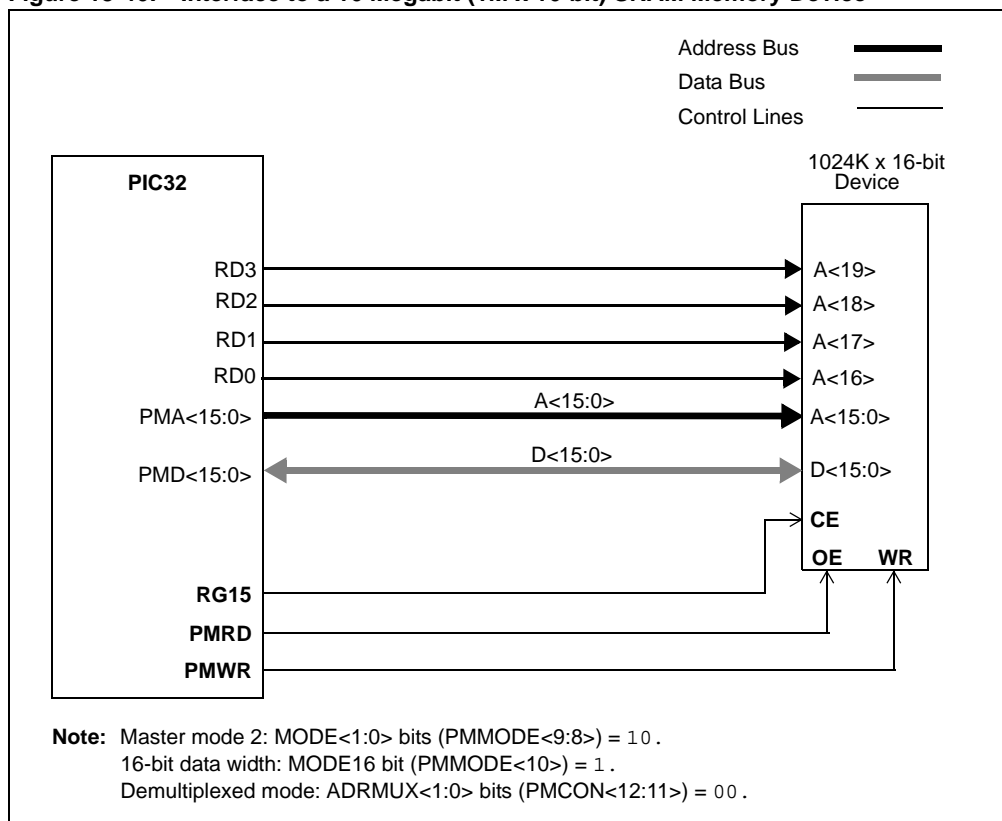 Address Bus
Data Bus
Control Lines
1024K x 16-bit
Device
PIC32
RD3
A<19>
RD2
A<18>
RD1
A<17>
RD0
A<16>
PMA<15:0>
A<15:0>
A<15:0>
PMD<15:0>
D<15:0>
D<15:0>
CE
OE WR
RG15
PMRD
PMWR
Note: Master mode 2: MODE<1:0> bits (PMMODE<9:8>) = 10.
16-bit data width: MODE16 bit (PMMODE<10>) = 1.
Demultiplexed mode: ADRMUX<1:0> bits (PMCON<12:11>) = 00.